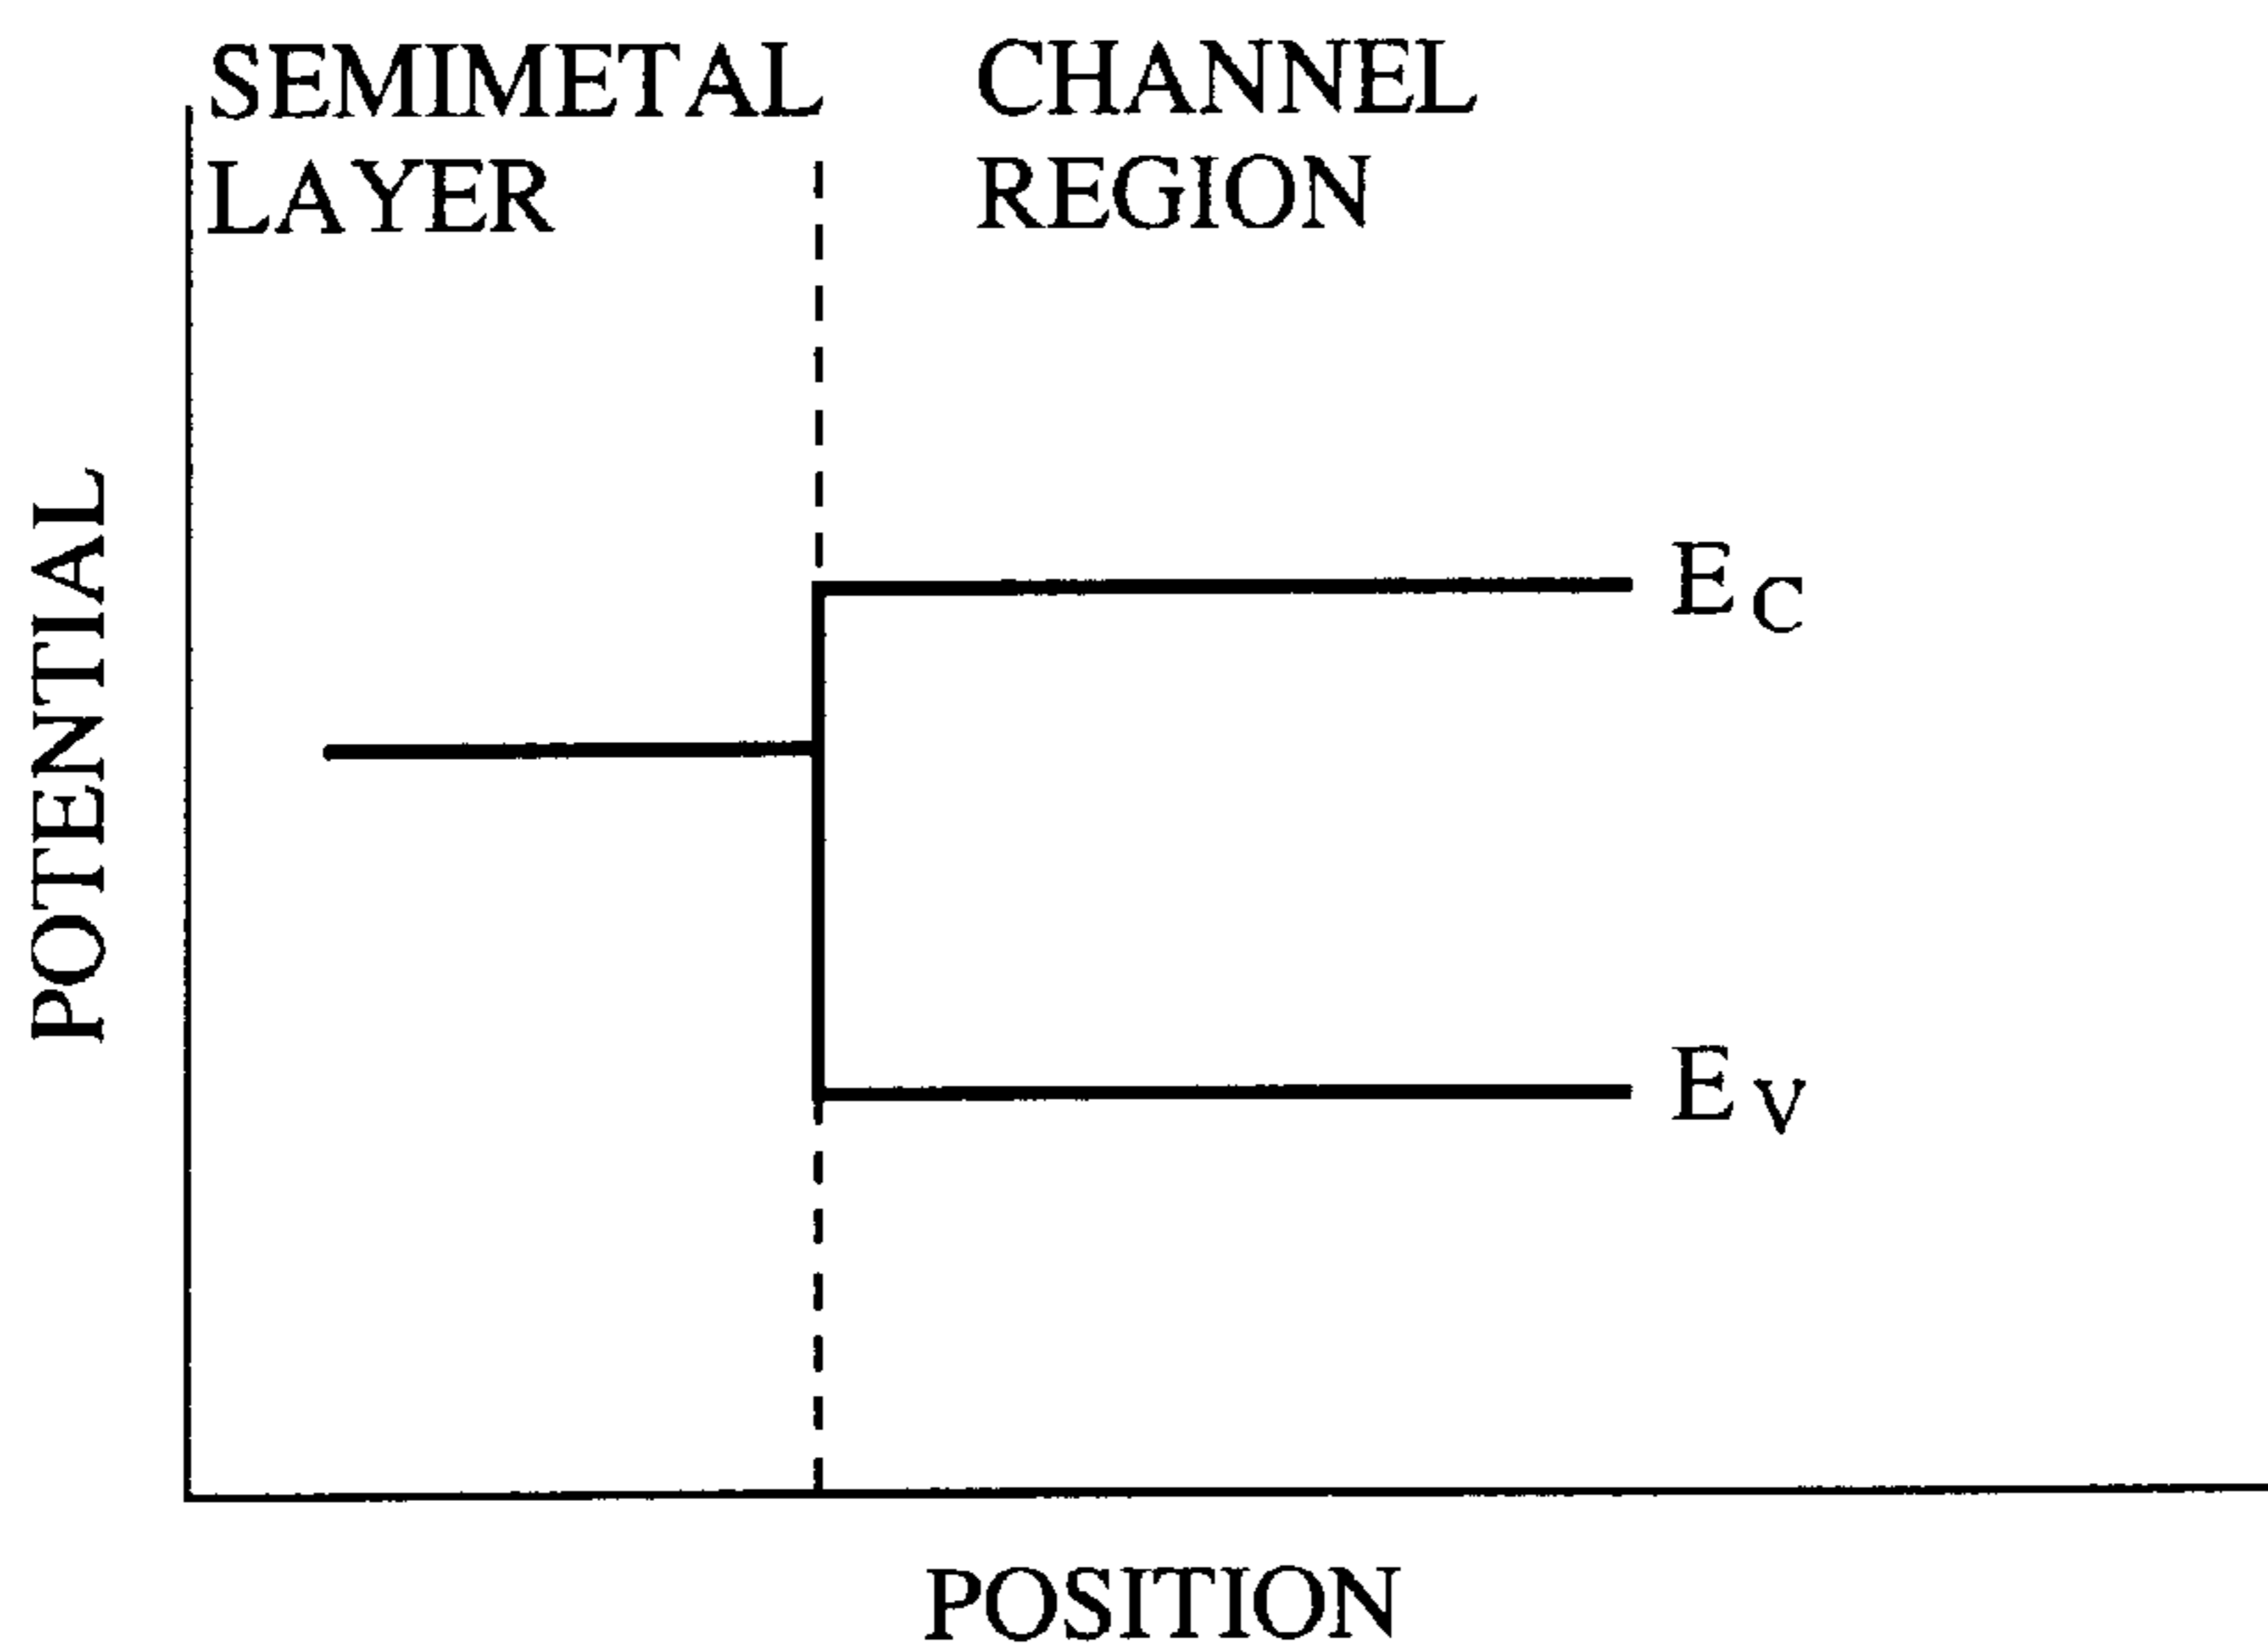 SEMIMETAL
LAYER
CHANNEL
REGION
POTENTIAL
E C
E V
POSITION